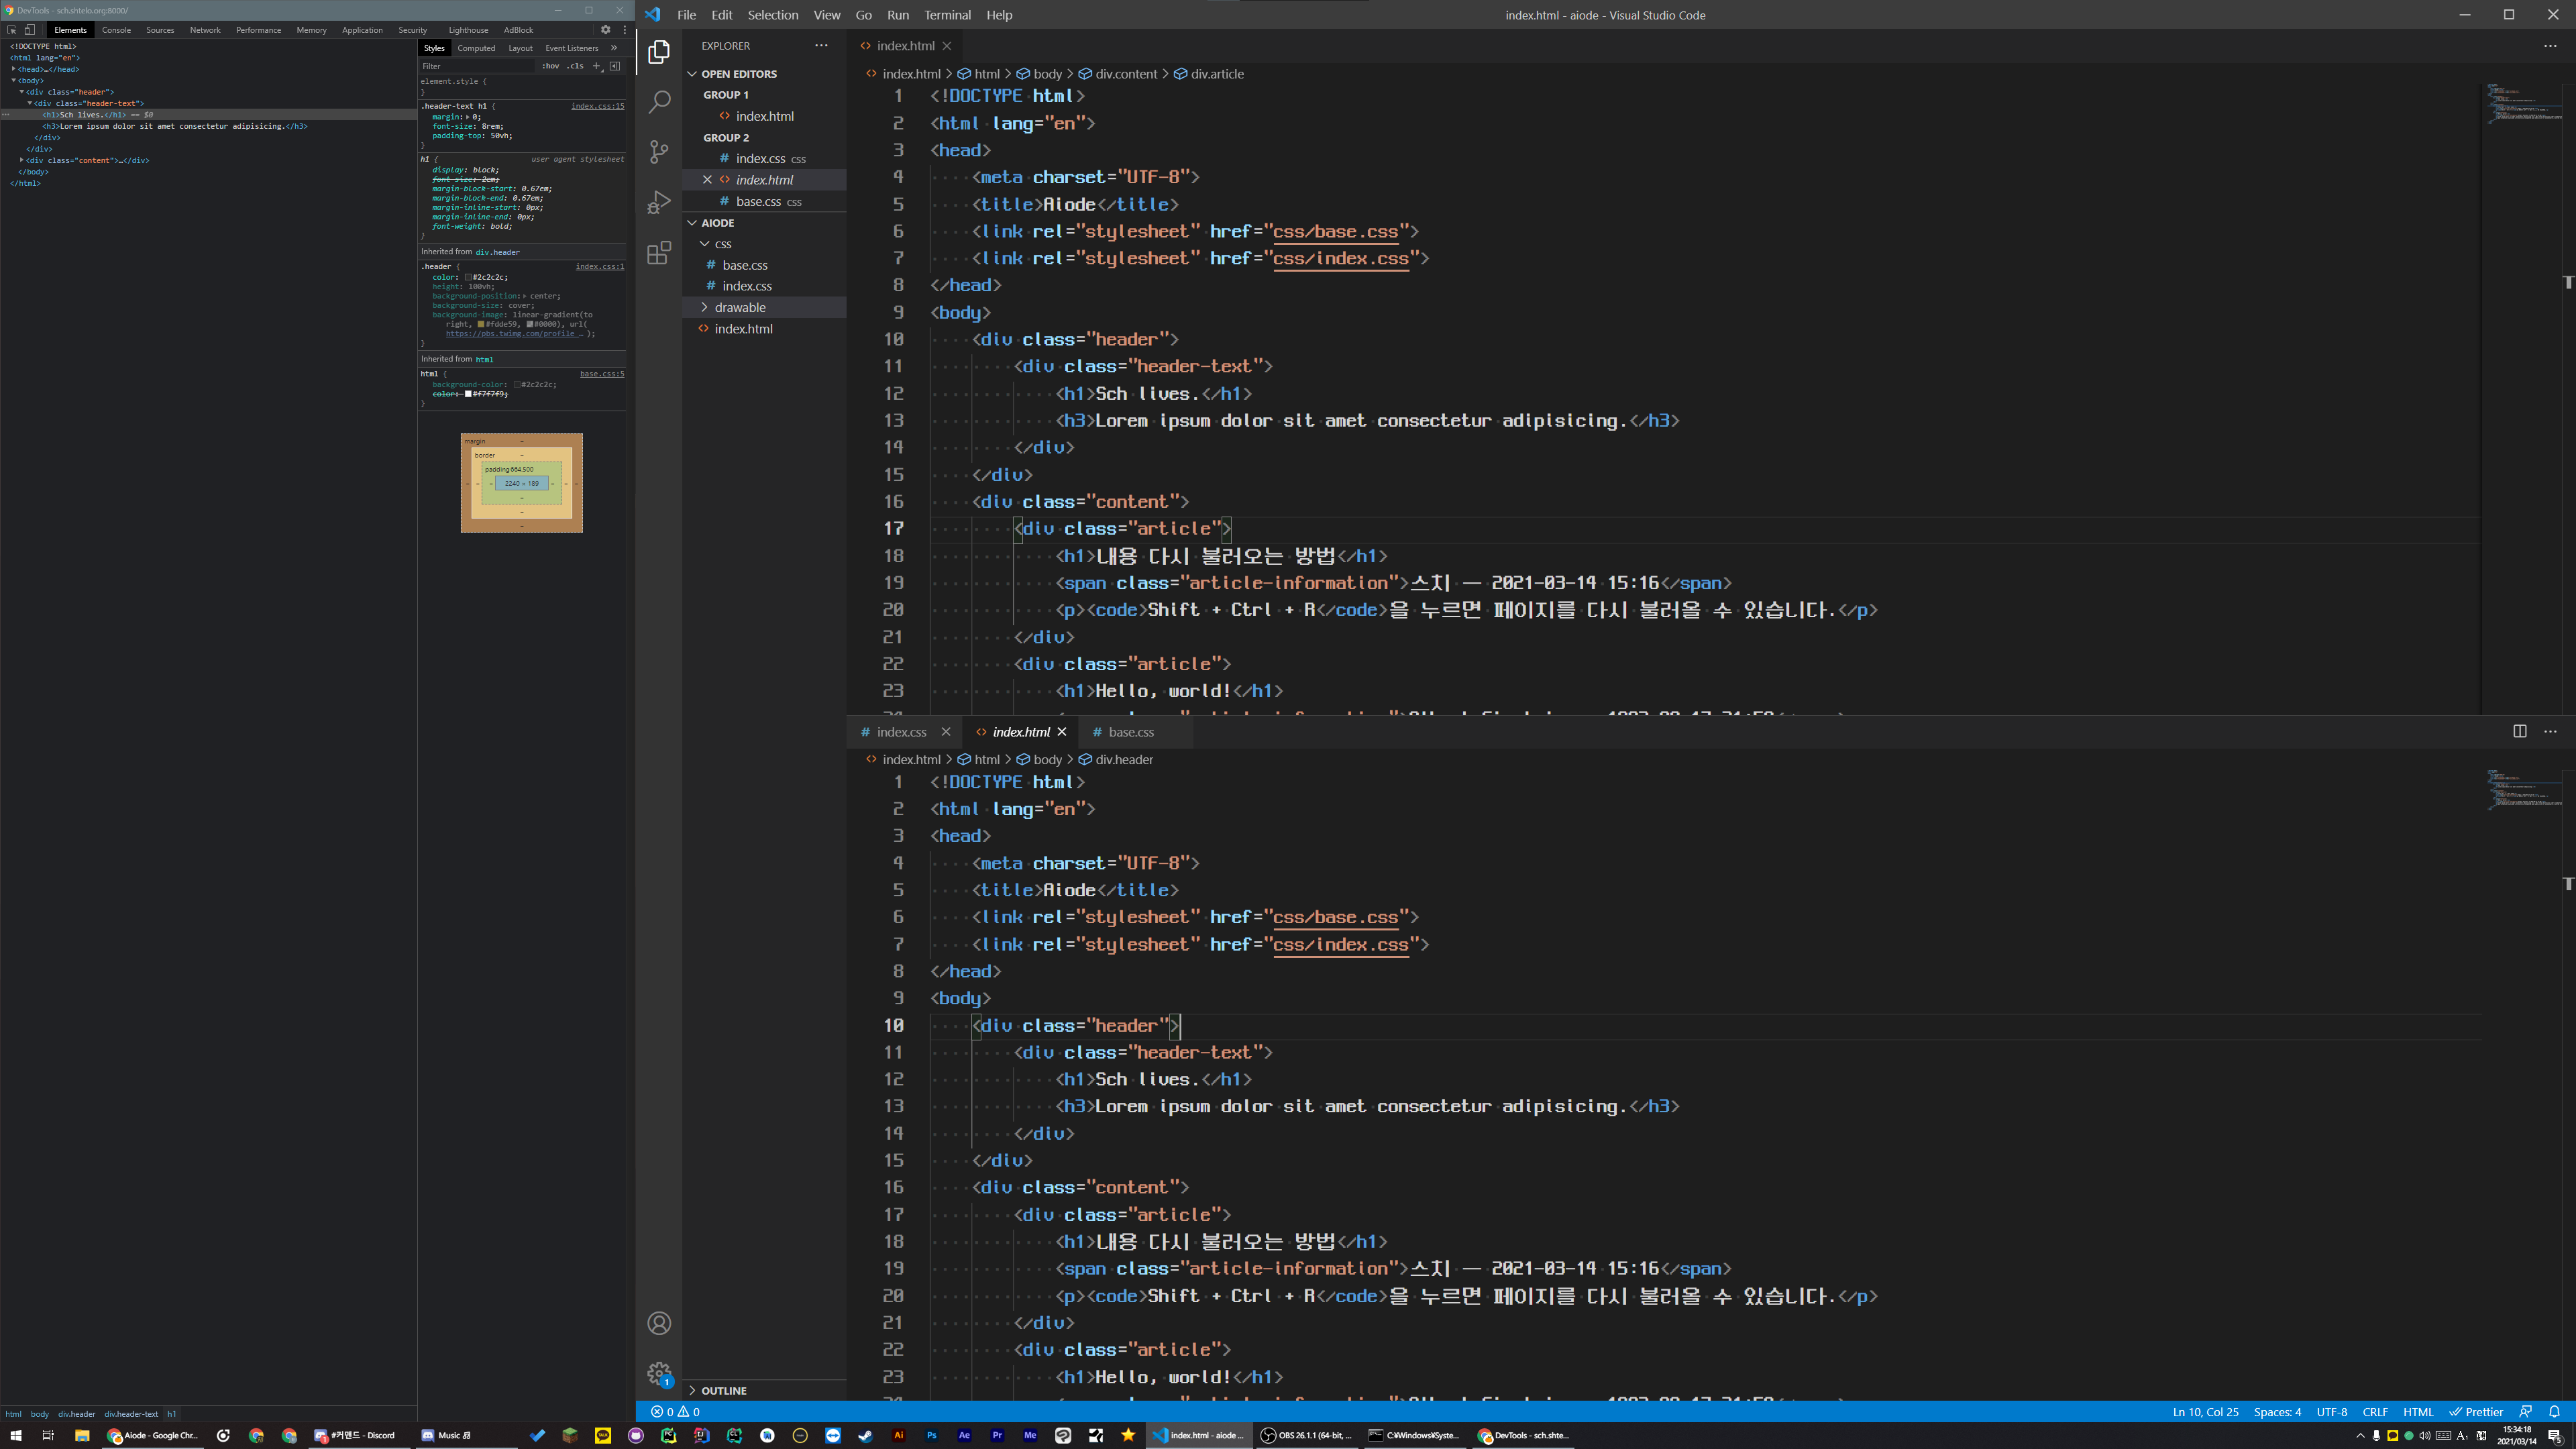 DevTools - sch.shtelo.org:8000/
Elements Console Sources Network Performance Memory Application Security Lighthouse AdBlock
<!DOCTYPE html>
<html lang="en">
<head>…</head>
<body>
<div class="header">
<div class="header-text">
<h1>Sch lives.</h1> == $0
<h3>Lorem ipsum dolor sit amet consectetur adipisicing.</h3>
</div>
</div>
<div class="content">…</div>
</body>
</html>
Styles Computed Layout Event Listeners »
Filter :hov .cls +
element.style {
}
.header-text h1 { index.css:15
margin: 0;
font-size: 8rem;
padding-top: 50vh;
}
h1 { user agent stylesheet
display: block;
font-size: 2em;
margin-block-start: 0.67em;
margin-block-end: 0.67em;
margin-inline-start: 0px;
margin-inline-end: 0px;
font-weight: bold;
}
Inherited from div.header
.header { index.css:1
color: #2c2c2c;
height: 100vh;
background-position: center;
background-size: cover;
background-image: linear-gradient(to
right, #fdde59, #0000), url(
https://pbs.twimg.com/profile_… );
}
Inherited from html
html { base.css:5
background-color: #2c2c2c;
color: #f7f7f9;
}
margin -
border -
padding 664.500
- - - 2240 × 189 - - -
-
-
-
html body div.header div.header-text h1
File Edit Selection View Go Run Terminal Help
index.html - aiode - Visual Studio Code
EXPLORER
OPEN EDITORS
GROUP 1
index.html
GROUP 2
index.css css
index.html
base.css css
AIODE
css
base.css
index.css
drawable
index.html
OUTLINE
index.html
index.html > html > body > div.content > div.article
1 <!DOCTYPE html>
2 <html lang="en">
3 <head>
4 <meta charset="UTF-8">
5 <title>Aiode</title>
6 <link rel="stylesheet" href="css/base.css">
7 <link rel="stylesheet" href="css/index.css">
8 </head>
9 <body>
10 <div class="header">
11 <div class="header-text">
12 <h1>Sch lives.</h1>
13 <h3>Lorem ipsum dolor sit amet consectetur adipisicing.</h3>
14 </div>
15 </div>
16 <div class="content">
17 <div class="article">
18 <h1>내용 다시 불러오는 방법</h1>
19 <span class="article-information">스치 — 2021-03-14 15:16</span>
20 <p><code>Shift + Ctrl + R</code>을 누르면 페이지를 다시 불러올 수 있습니다.</p>
21 </div>
22 <div class="article">
23 <h1>Hello, world!</h1>
index.css index.html base.css
index.html > html > body > div.header
1 <!DOCTYPE html>
2 <html lang="en">
3 <head>
4 <meta charset="UTF-8">
5 <title>Aiode</title>
6 <link rel="stylesheet" href="css/base.css">
7 <link rel="stylesheet" href="css/index.css">
8 </head>
9 <body>
10 <div class="header">
11 <div class="header-text">
12 <h1>Sch lives.</h1>
13 <h3>Lorem ipsum dolor sit amet consectetur adipisicing.</h3>
14 </div>
15 </div>
16 <div class="content">
17 <div class="article">
18 <h1>내용 다시 불러오는 방법</h1>
19 <span class="article-information">스치 — 2021-03-14 15:16</span>
20 <p><code>Shift + Ctrl + R</code>을 누르면 페이지를 다시 불러올 수 있습니다.</p>
21 </div>
22 <div class="article">
23 <h1>Hello, world!</h1>
1
0 0
Ln 10, Col 25 Spaces: 4 UTF-8 CRLF HTML Prettier
Aiode - Google Chr... #커맨드 - Discord Music 꿇 index.html - aiode ... OBS 26.1.1 (64-bit, ... C:₩Windows₩Syste... DevTools - sch.shte...
15:34:18
2021/03/14